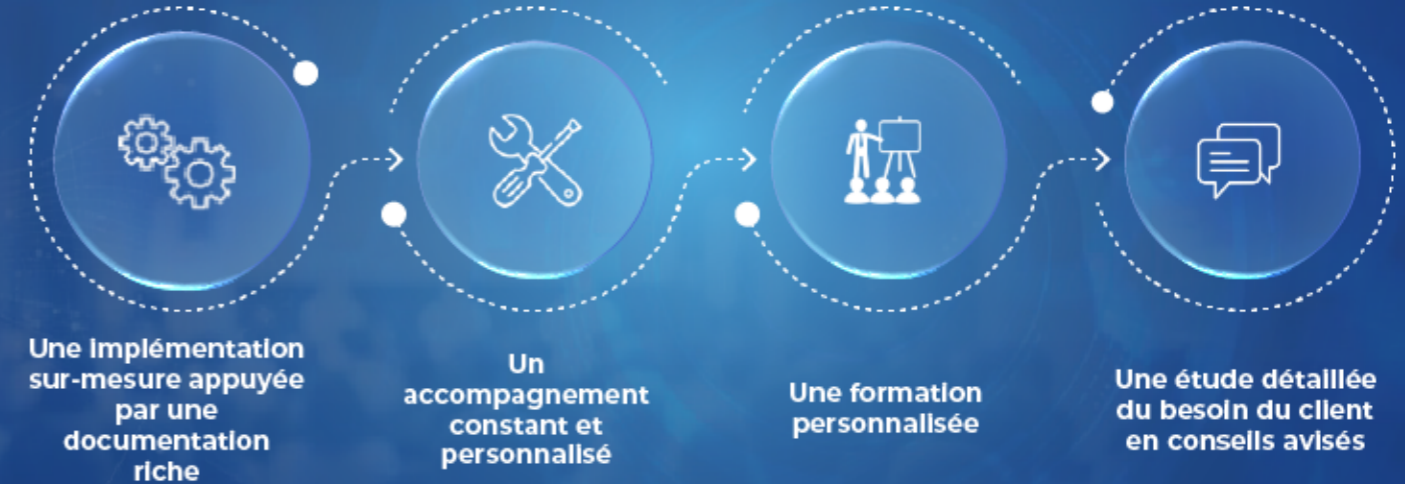 Une implémentation
sur-mesure appuyée
par une
documentation
riche
Un
accompagnement
constant et
personnalisé
Une formation
personnalisée
Une étude détaillée
du besoin du client
en conseils avisés